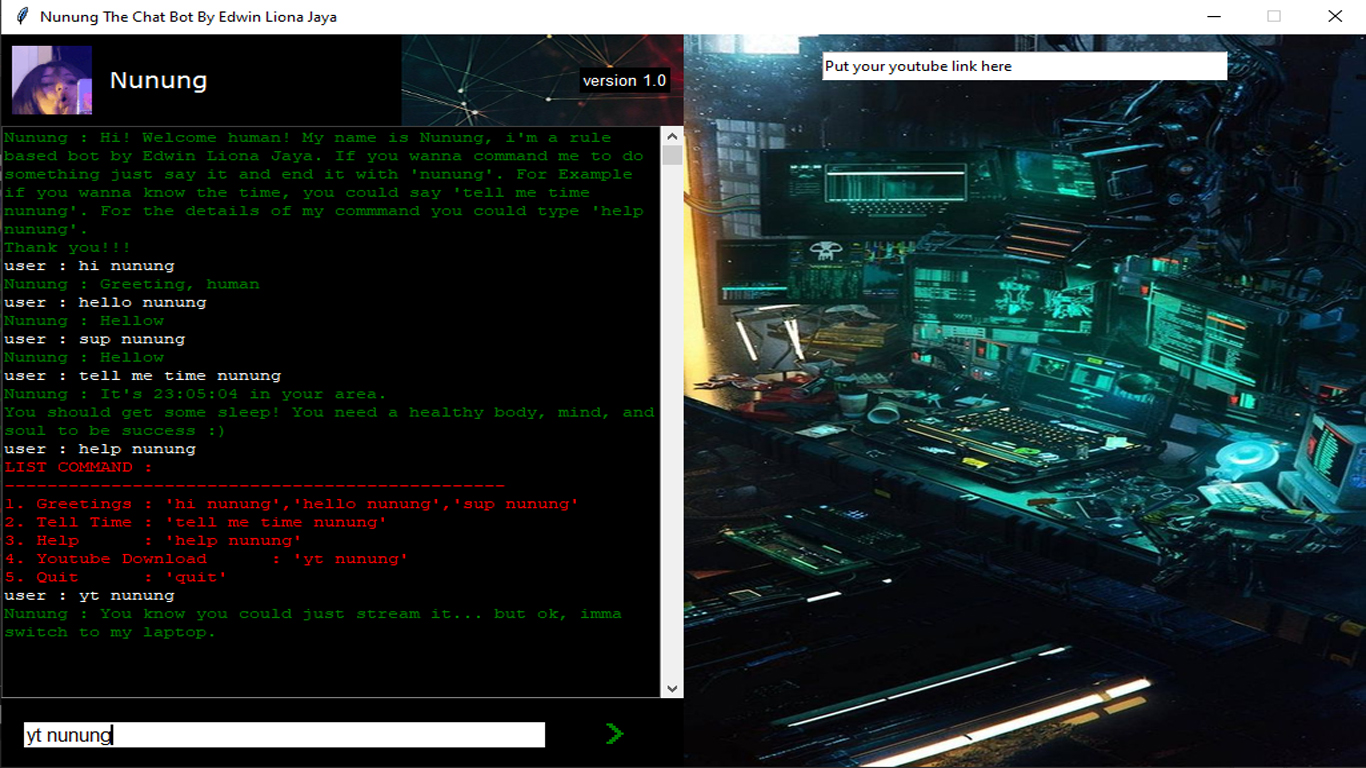 Nunung The Chat Bot By Edwin Liona Jaya
Nunung
version 1.0
Put your youtube link here
Nunung : Hi! Welcome human! My name is Nunung, i'm a rule
based bot by Edwin Liona Jaya. If you wanna command me to do
something just say it and end it with 'nunung'. For Example
if you wanna know the time, you could say 'tell me time
nunung'. For the details of my commmand you could type 'help
nunung'.
Thank you!!!
user : hi nunung
Nunung : Greeting, human
user : hello nunung
Nunung : Hellow
user : sup nunung
Nunung : Hellow
user : tell me time nunung
Nunung : It's 23:05:04 in your area.
You should get some sleep! You need a healthy body, mind, and
soul to be success :)
user : help nunung
LIST COMMAND :
-----------------------------------------------
1. Greetings : 'hi nunung','hello nunung','sup nunung'
2. Tell Time : 'tell me time nunung'
3. Help : 'help nunung'
4. Youtube Download : 'yt nunung'
5. Quit : 'quit'
user : yt nunung
Nunung : You know you could just stream it... but ok, imma
switch to my laptop.
yt nunung